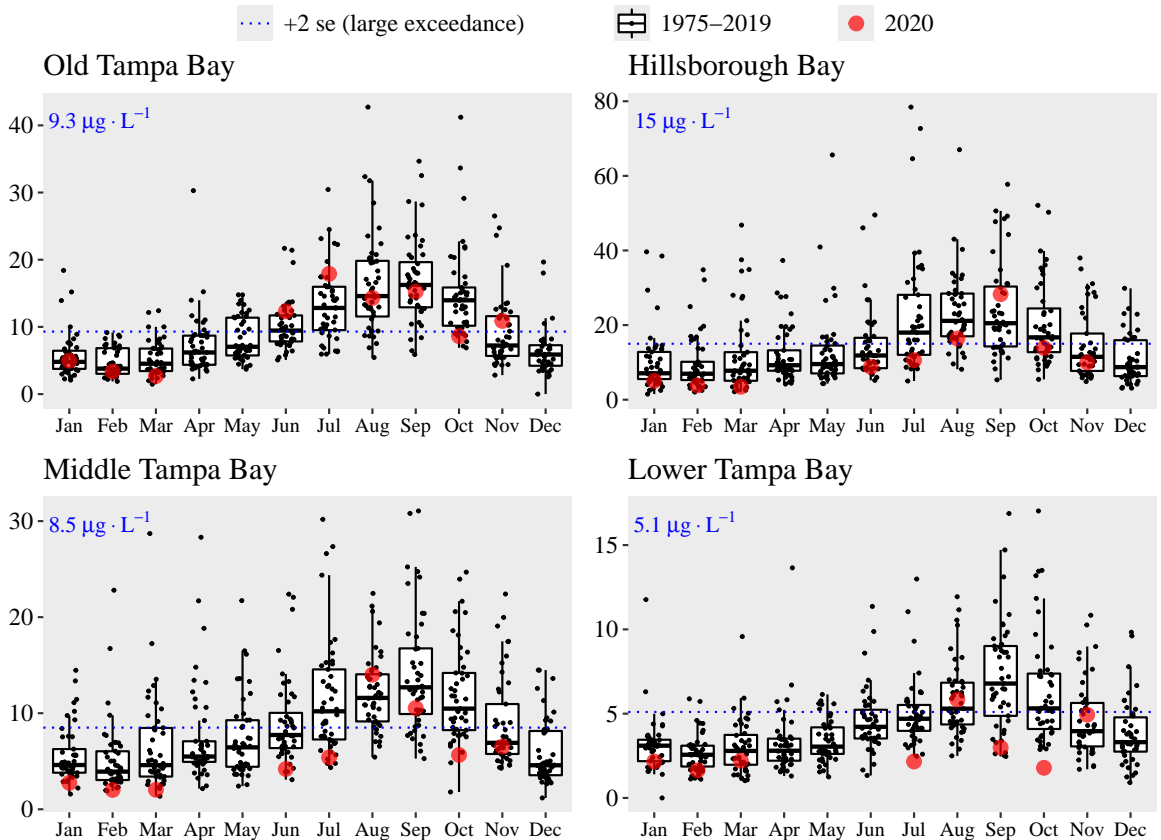 +2 se (large exceedance) 1975–2019 2020
Old Tampa Bay
9.3 μg · L⁻¹
40
30
20
10
0
Jan Feb Mar Apr May Jun Jul Aug Sep Oct Nov Dec
Hillsborough Bay
15 μg · L⁻¹
80
60
40
20
0
Jan Feb Mar Apr May Jun Jul Aug Sep Oct Nov Dec
Middle Tampa Bay
8.5 μg · L⁻¹
30
20
10
0
Jan Feb Mar Apr May Jun Jul Aug Sep Oct Nov Dec
Lower Tampa Bay
5.1 μg · L⁻¹
15
10
5
0
Jan Feb Mar Apr May Jun Jul Aug Sep Oct Nov Dec